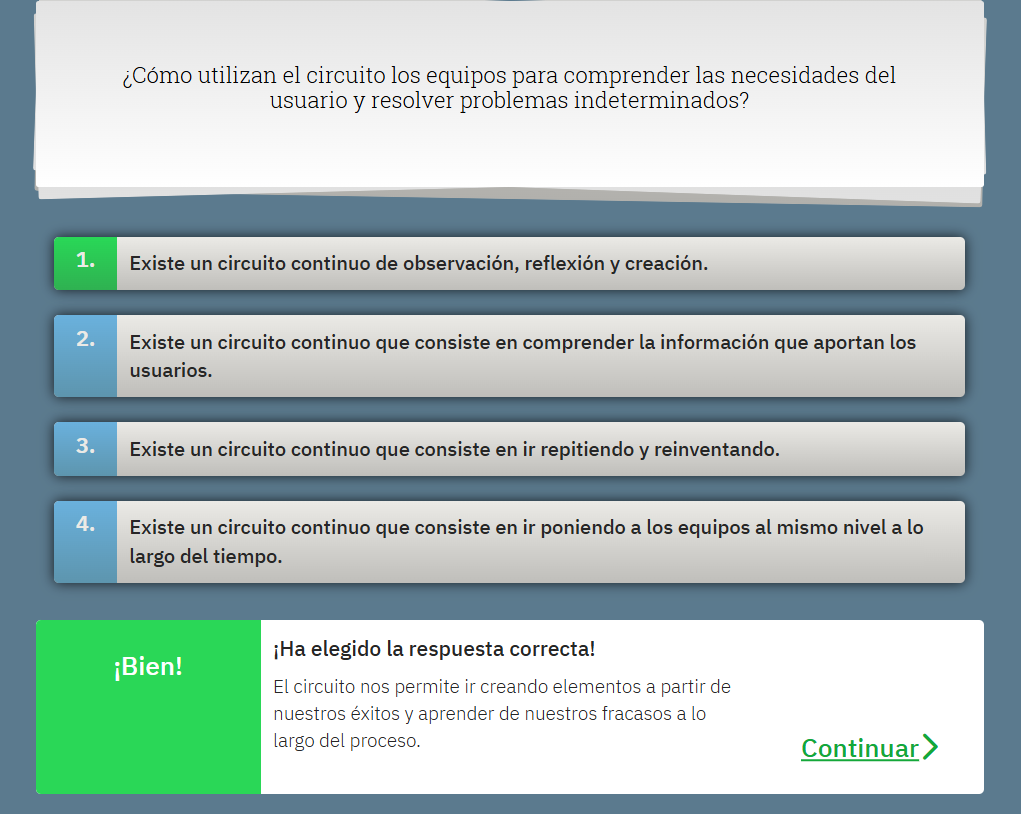 ¿Cómo utilizan el circuito los equipos para comprender las necesidades del
usuario y resolver problemas indeterminados?
1. Existe un circuito continuo de observación, reflexión y creación.
2. Existe un circuito continuo que consiste en comprender la información que aportan los
usuarios.
3. Existe un circuito continuo que consiste en ir repitiendo y reinventando.
4. Existe un circuito continuo que consiste en ir poniendo a los equipos al mismo nivel a lo
largo del tiempo.
¡Bien!
¡Ha elegido la respuesta correcta!
El circuito nos permite ir creando elementos a partir de
nuestros éxitos y aprender de nuestros fracasos a lo
largo del proceso.
Continuar